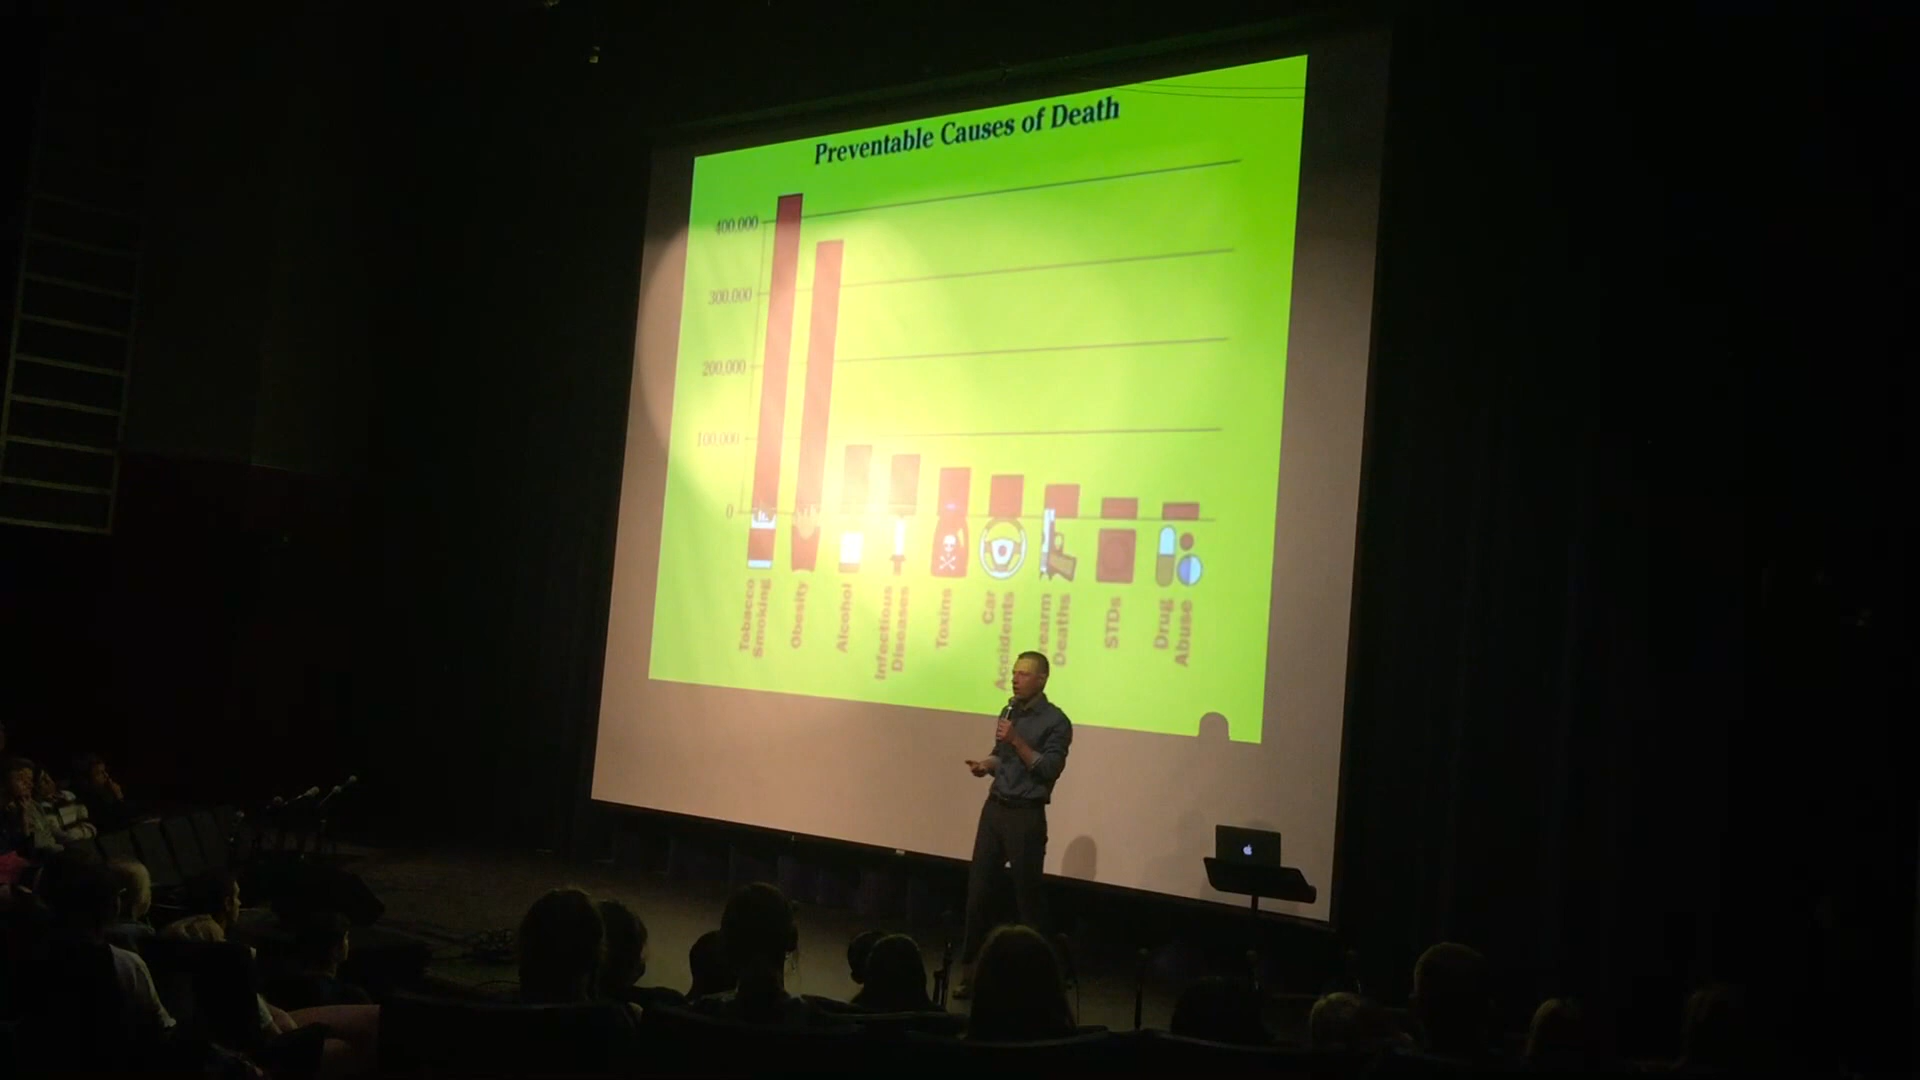 Preventable Causes of Death
400,000
300,000
200,000
100,000
0
Tobacco
Smoking
Obesity
Alcohol
Infectious
Diseases
Toxins
Car
Accidents
rearm
Deaths
STDs
Drug
Abuse